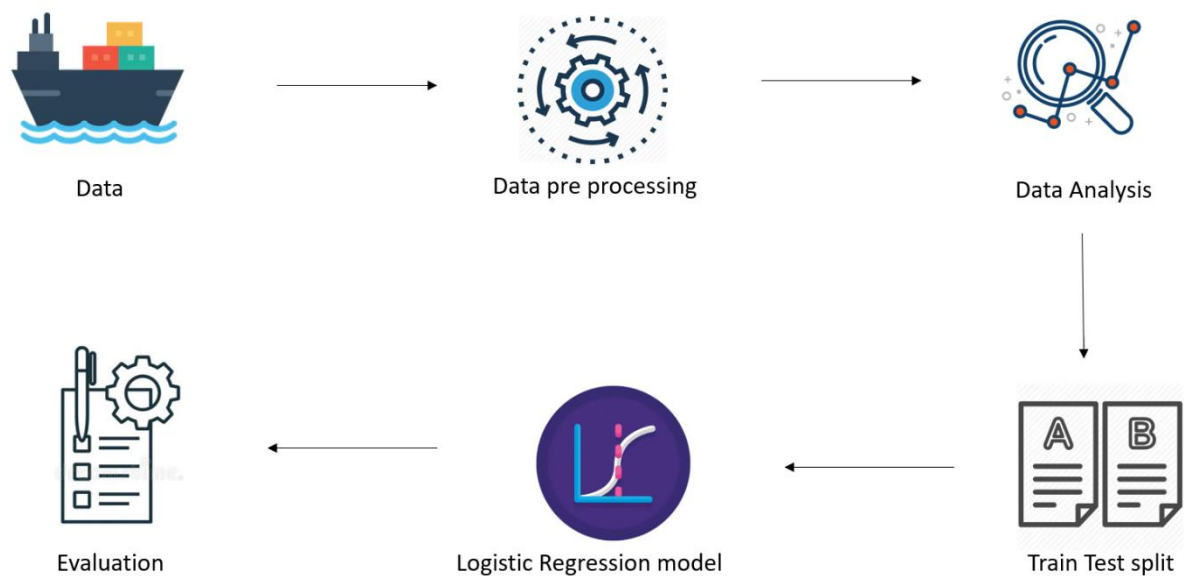 Data
Data pre processing
Data Analysis
A
B
Train Test split
Logistic Regression model
Evaluation